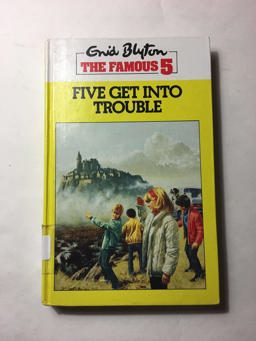 Enid Blyton
THE FAMOUS 5
FIVE GET INTO
TROUBLE